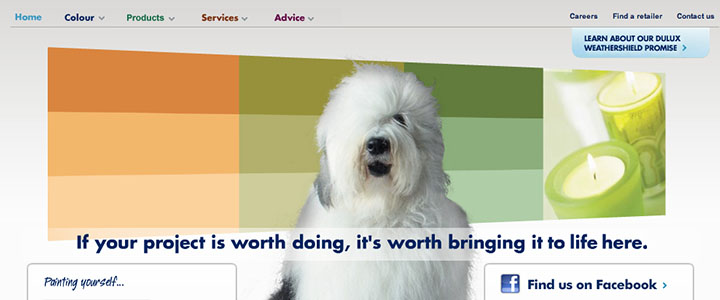 Home Colour Products Services Advice Careers Find a retailer Contact us
LEARN ABOUT OUR DULUX
WEATHERSHIELD PROMISE
If your project is worth doing, it's worth bringing it to life here.
Painting yourself...
Find us on Facebook